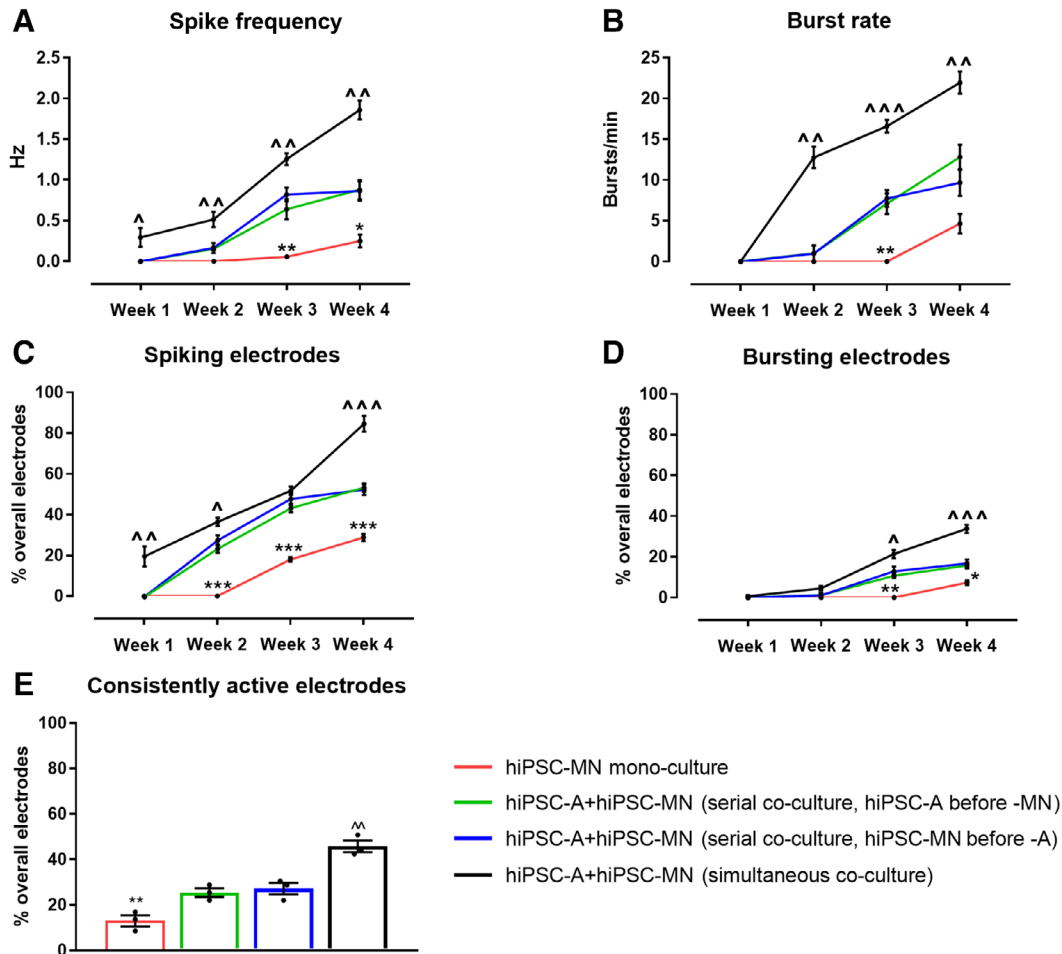 A
Spike frequency
^^
^^
^^
^
**
*
2.5
2.0
1.5
1.0
0.5
0.0
Hz
Week 1 Week 2 Week 3 Week 4
B
Burst rate
^^
^^^
^^
**
25
20
15
10
5
0
Bursts/min
Week 1 Week 2 Week 3 Week 4
C
Spiking electrodes
^^^
^
^^
***
***
***
100
80
60
40
20
0
% overall electrodes
Week 1 Week 2 Week 3 Week 4
D
Bursting electrodes
^^^
^
**
*
100
80
60
40
20
0
% overall electrodes
Week 1 Week 2 Week 3 Week 4
E
Consistently active electrodes
^^
**
100
80
60
40
20
0
% overall electrodes
hiPSC-MN mono-culture
hiPSC-A+hiPSC-MN (serial co-culture, hiPSC-A before -MN)
hiPSC-A+hiPSC-MN (serial co-culture, hiPSC-MN before -A)
hiPSC-A+hiPSC-MN (simultaneous co-culture)